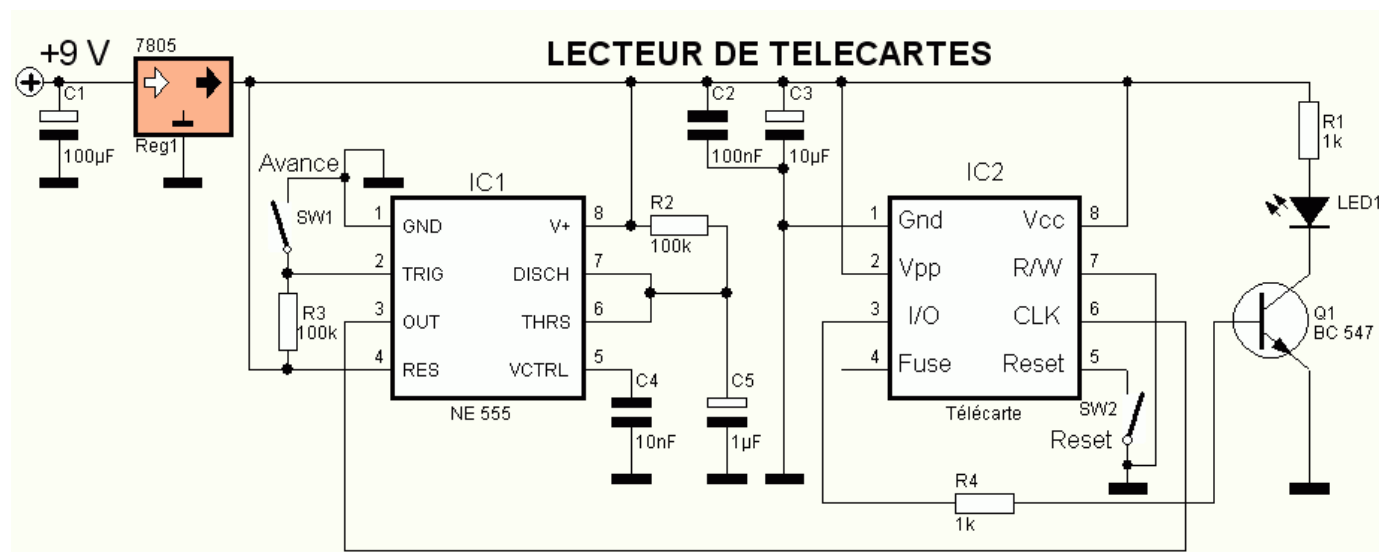 LECTEUR DE TELECARTES
+9 V
7805
C1
100µF
Reg1
C2
100nF
C3
10µF
R1
1k
LED1
Avance
SW1
IC1
1 GND V+ 8
2 TRIG DISCH 7
3 OUT THRS 6
4 RES VCTRL 5
NE 555
R2
100k
R3
100k
C4
10nF
C5
1µF
IC2
1 Gnd Vcc 8
2 Vpp R/W 7
3 I/O CLK 6
4 Fuse Reset 5
Télécarte
SW2
Reset
Q1
BC 547
R4
1k